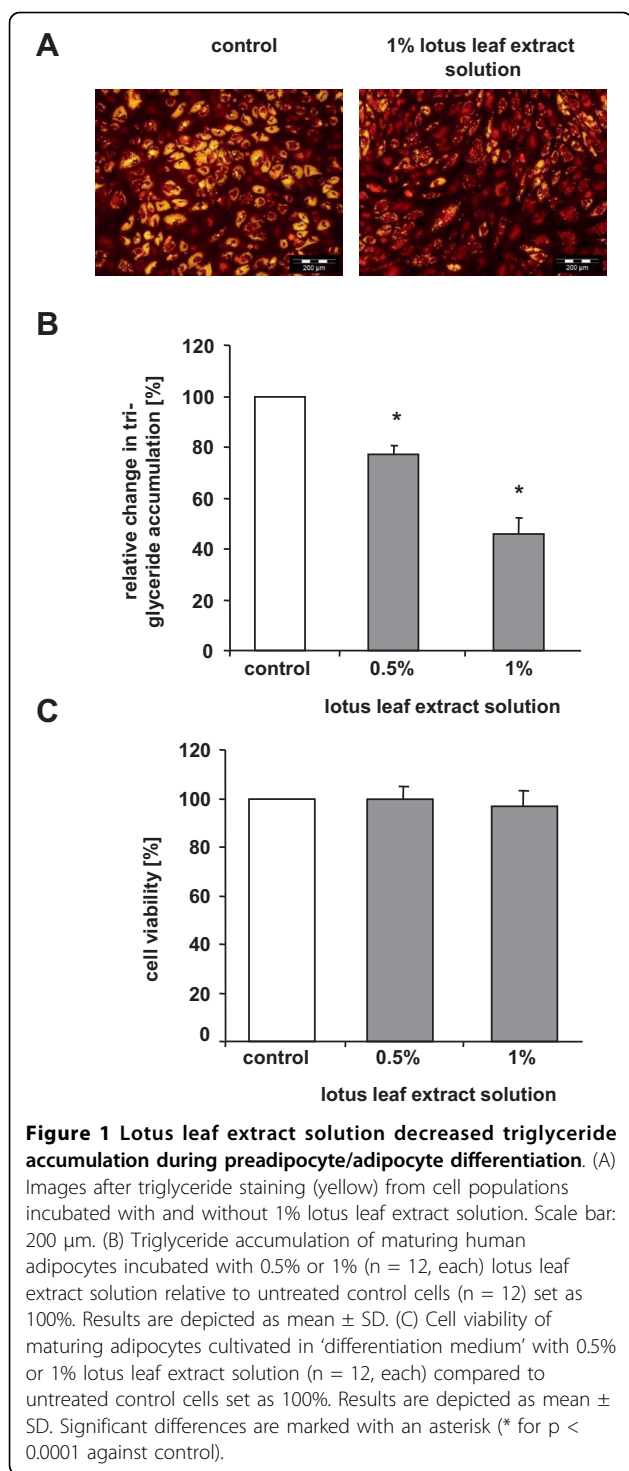 A
control
1% lotus leaf extract
solution
200 µm
200 µm
B
relative change in tri-
glyceride accumulation [%]
120
100
80
60
40
20
0
*
*
control
0.5%
1%
lotus leaf extract solution
C
cell viability [%]
120
100
80
60
40
20
0
control
0.5%
1%
lotus leaf extract solution
Figure 1 Lotus leaf extract solution decreased triglyceride
accumulation during preadipocyte/adipocyte differentiation. (A)
Images after triglyceride staining (yellow) from cell populations
incubated with and without 1% lotus leaf extract solution. Scale bar:
200 μm. (B) Triglyceride accumulation of maturing human
adipocytes incubated with 0.5% or 1% (n = 12, each) lotus leaf
extract solution relative to untreated control cells (n = 12) set as
100%. Results are depicted as mean ± SD. (C) Cell viability of
maturing adipocytes cultivated in ‘differentiation medium’ with 0.5%
or 1% lotus leaf extract solution (n = 12, each) compared to
untreated control cells set as 100%. Results are depicted as mean ±
SD. Significant differences are marked with an asterisk (* for p <
0.0001 against control).